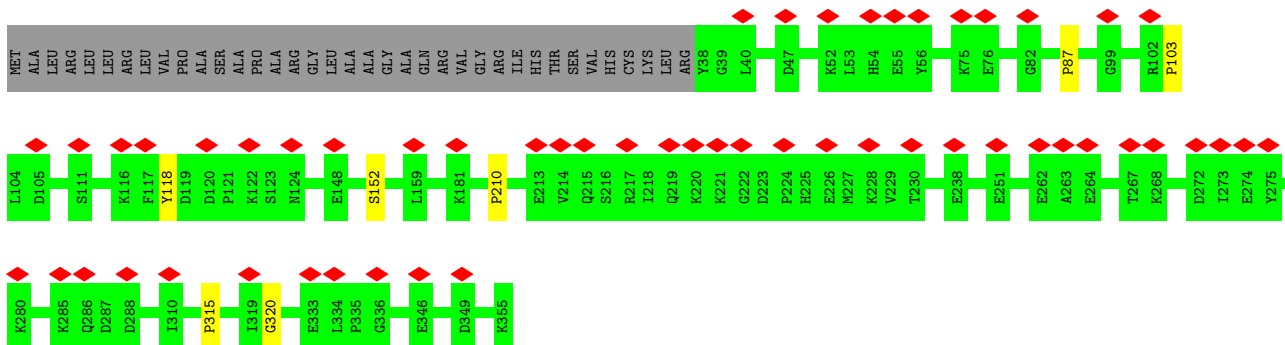 MET ALA LEU ARG LEU LEU ARG LEU VAL PRO ALA SER ALA PRO ALA ARG GLY LEU ALA ALA GLY ALA GLN ARG VAL GLY ARG ILE HIS THR SER VAL HIS CYS LYS LEU ARG Y38 G39 L40 D47 K52 L53 H54 E55 Y56 K75 E76 G82 P87 G99 R102 P103
L104 D105 S111 K116 F117 Y118 D119 D120 P121 K122 S123 N124 E148 S152 L159 K181 P210 E213 V214 Q215 S216 R217 I218 Q219 K220 K221 G222 D223 P224 H225 E226 M227 K228 V229 T230 E238 E251 E262 A263 E264 T267 K268 D272 I273 E274 Y275
K280 K285 Q286 D287 D288 I310 P315 I319 G320 E333 L334 P335 G336 E346 D349 K355